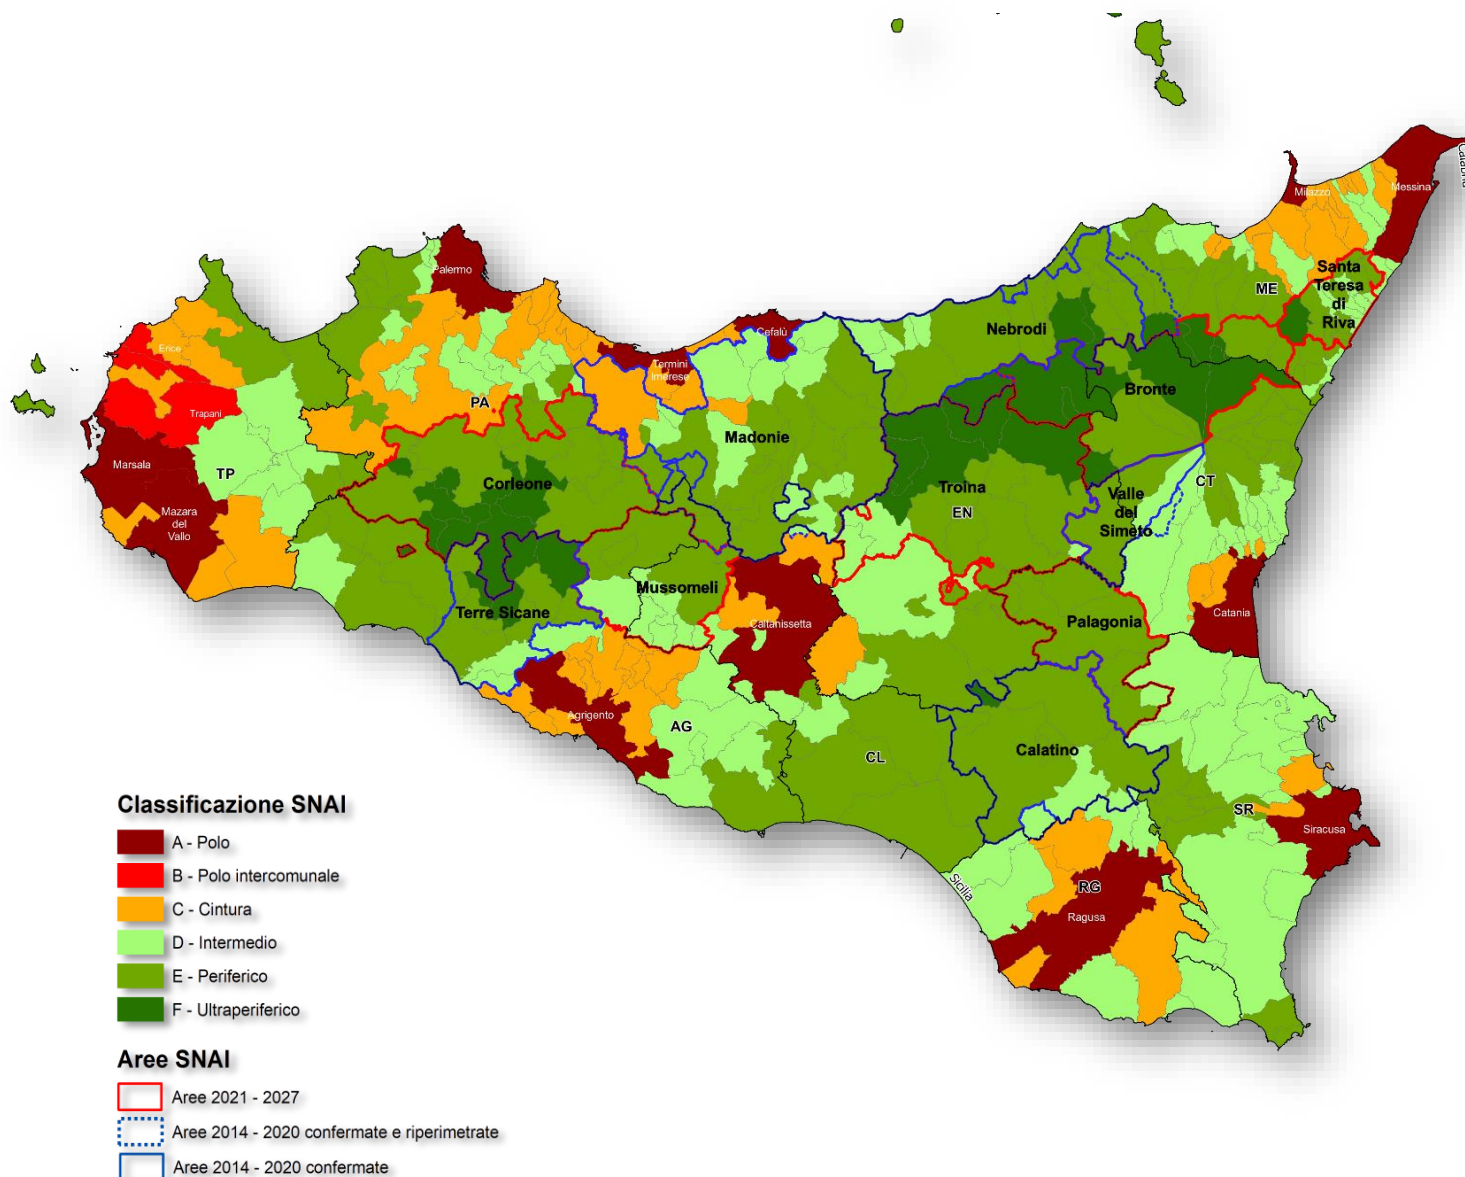 Calabria
Messina
Milazzo
Palermo
Santa
Teresa
di
Riva
ME
Nebrodi
Cefalù
Erice
Termini
Imerese
Bronte
PA
Trapani
Madonie
Marsala
TP
Corleone
Troina
EN
CT
Valle
del
Simeto
Mazara
del
Vallo
Mussomeli
Terre Sicane
Caltanissetta
Palagonia
Catania
Agrigento
AG
CL
Calatino
SR
Siracusa
Sicilia
RG
Ragusa
Classificazione SNAI
A - Polo
B - Polo intercomunale
C - Cintura
D - Intermedio
E - Periferico
F - Ultraperiferico
Aree SNAI
Aree 2021 - 2027
Aree 2014 - 2020 confermate e riperimetrate
Aree 2014 - 2020 confermate